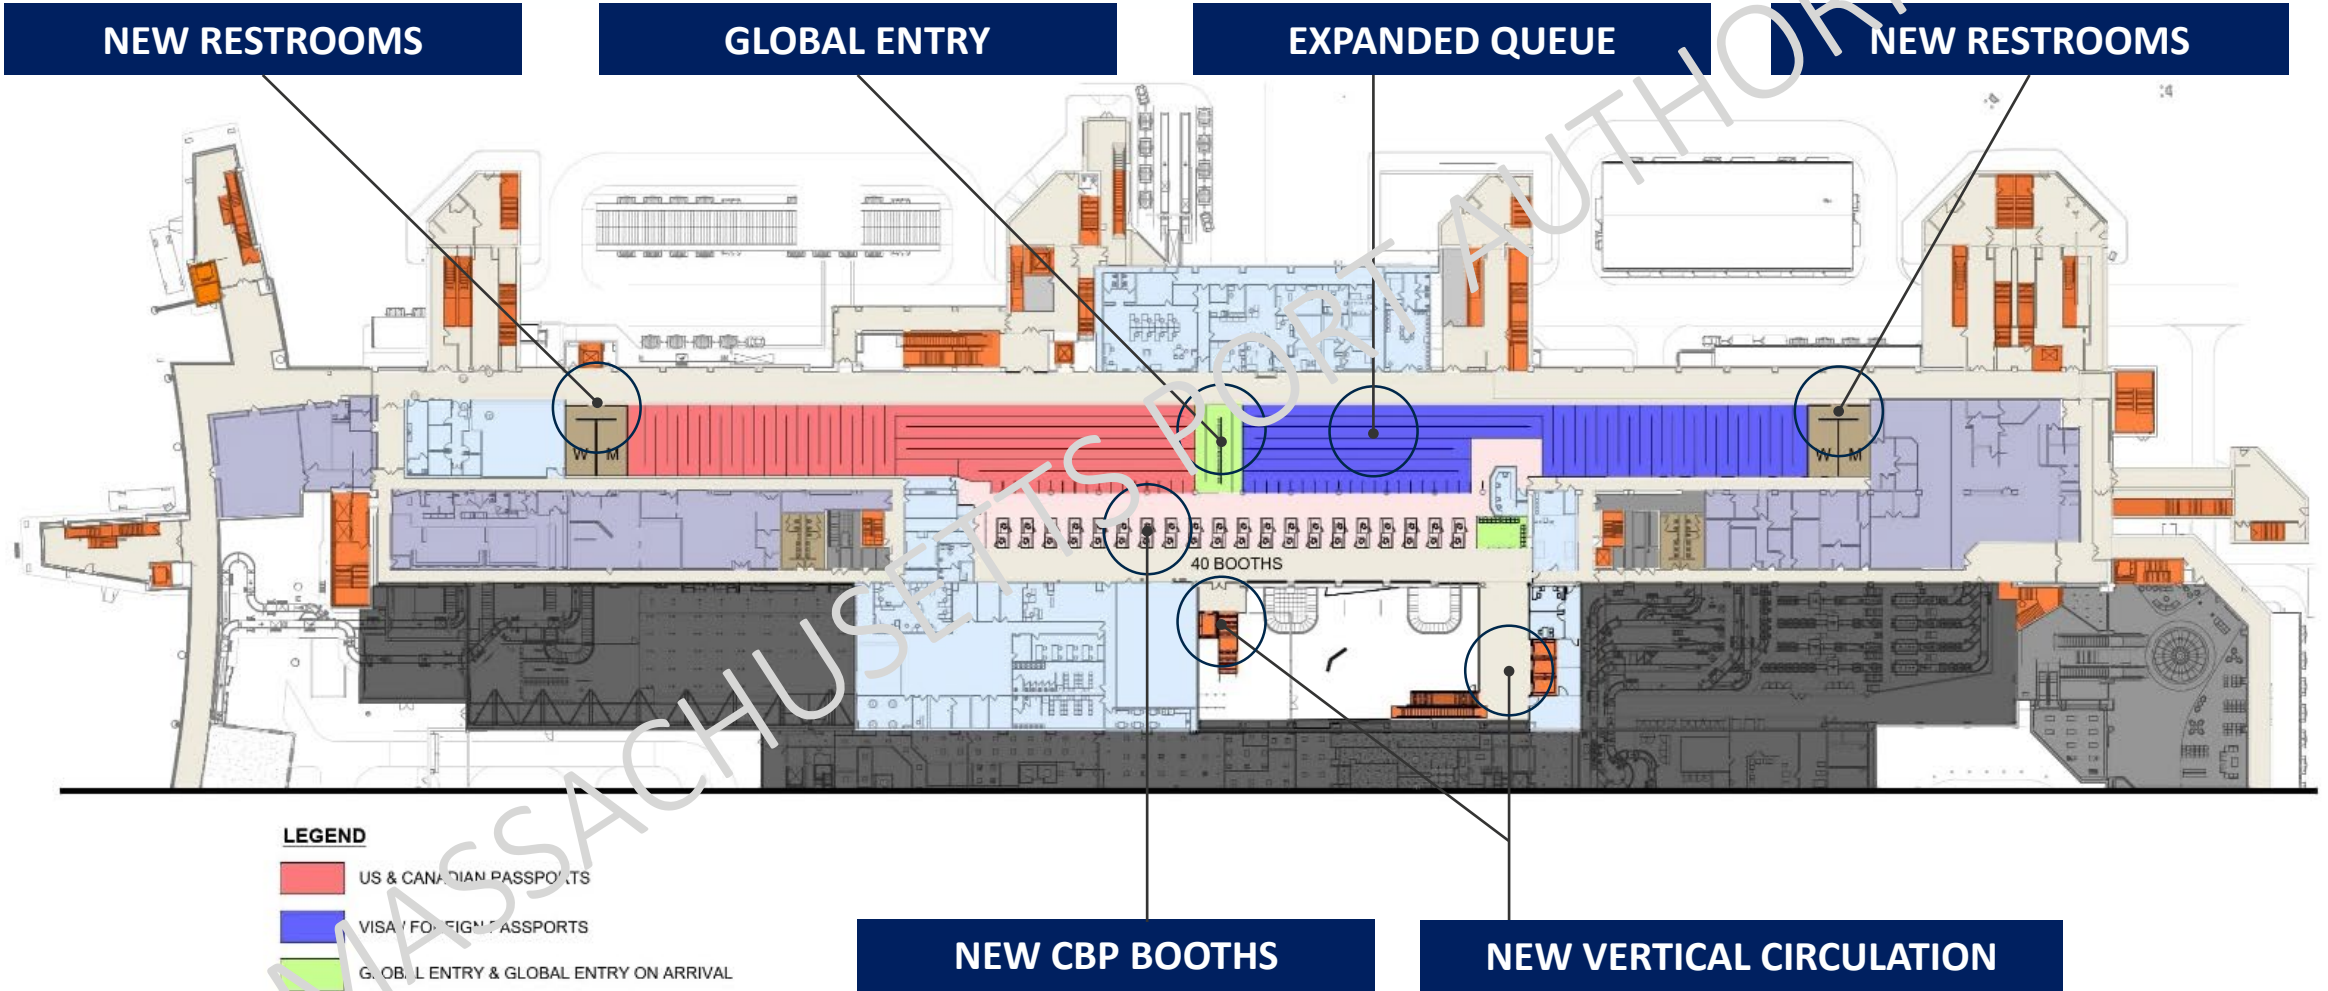 NEW RESTROOMS
GLOBAL ENTRY
EXPANDED QUEUE
NEW RESTROOMS
MASSACHUSETTS PORT AUTHORI
W M
W M
40 BOOTHS
LEGEND
US & CANADIAN PASSPORTS
VISA / FOREIGN PASSPORTS
GLOBAL ENTRY & GLOBAL ENTRY ON ARRIVAL
NEW CBP BOOTHS
NEW VERTICAL CIRCULATION